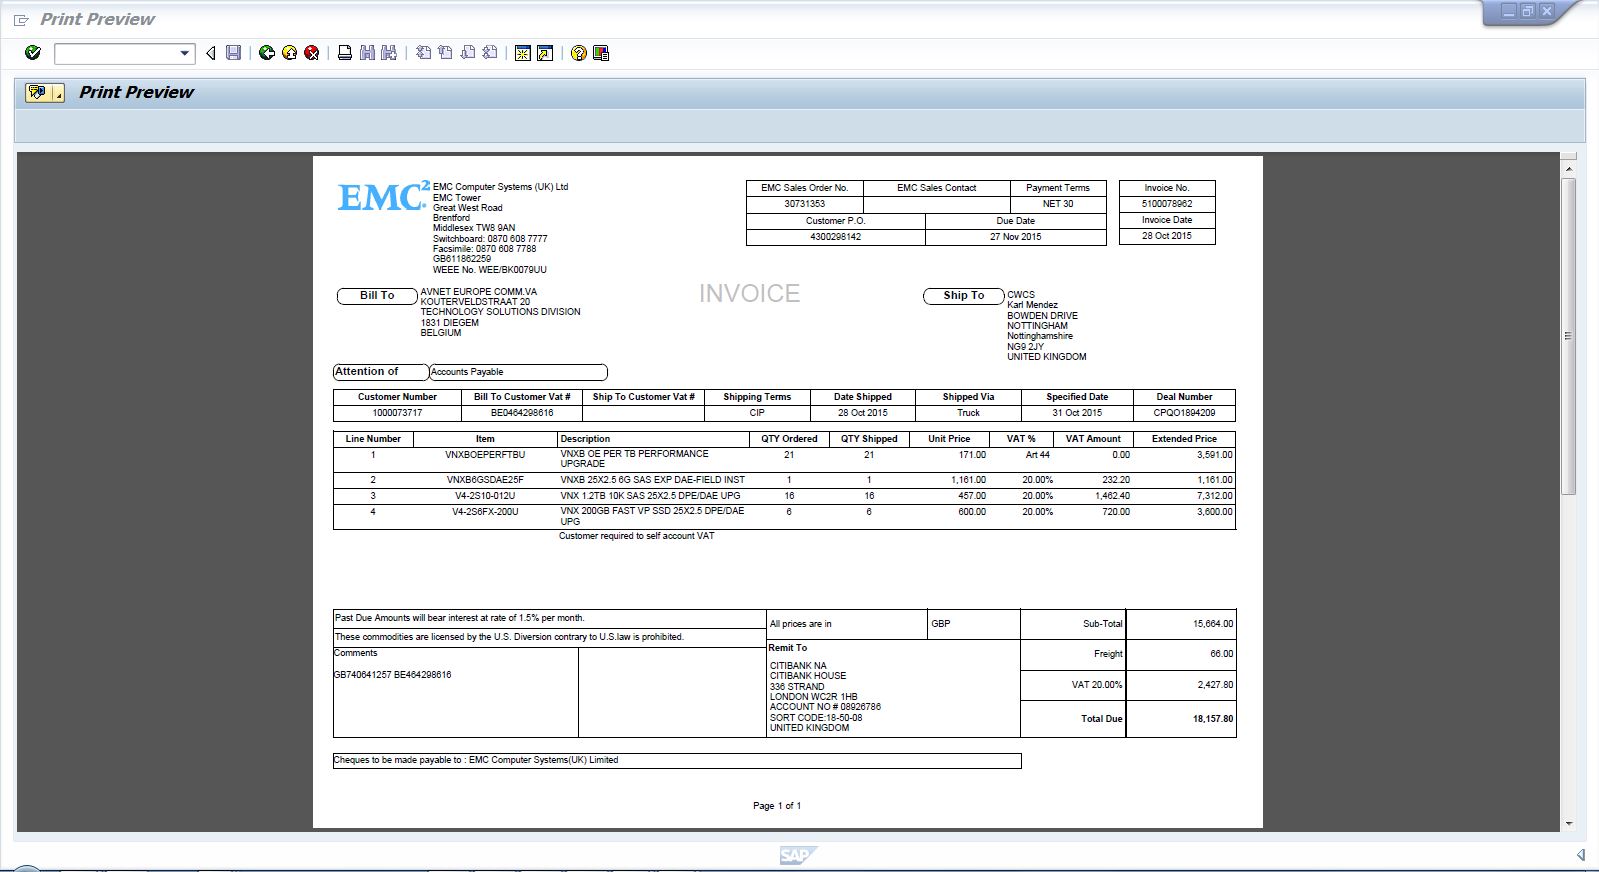 Print Preview
Print Preview
EMC²
EMC Computer Systems (UK) Ltd
EMC Tower
Great West Road
Brentford
Middlesex TW8 9AN
Switchboard: 0870 608 7777
Facsimile: 0870 608 7788
GB611862259
WEEE No. WEE/BK0079UU
EMC Sales Order No. EMC Sales Contact Payment Terms
30731353 NET 30
Customer P.O. Due Date
4300298142 27 Nov 2015
Invoice No.
5100078962
Invoice Date
28 Oct 2015
Bill To
AVNET EUROPE COMM.VA
KOUTERVELDSTRAAT 20
TECHNOLOGY SOLUTIONS DIVISION
1831 DIEGEM
BELGIUM
INVOICE
Ship To
CWCS
Karl Mendez
BOWDEN DRIVE
NOTTINGHAM
Nottinghamshire
NG9 2JY
UNITED KINGDOM
Attention of Accounts Payable
Customer Number Bill To Customer Vat # Ship To Customer Vat # Shipping Terms Date Shipped Shipped Via Specified Date Deal Number
1000073717 BE0464298616 CIP 28 Oct 2015 Truck 31 Oct 2015 CPQO1894209
Line Number Item Description QTY Ordered QTY Shipped Unit Price VAT % VAT Amount Extended Price
1 VNXBOEPERFTBU VNXB OE PER TB PERFORMANCE 21 21 171.00 Art 44 0.00 3,591.00
UPGRADE
2 VNXB6GSDAE25F VNXB 25X2.5 6G SAS EXP DAE-FIELD INST 1 1 1,161.00 20.00% 232.20 1,161.00
3 V4-2S10-012U VNX 1.2TB 10K SAS 25X2.5 DPE/DAE UPG 16 16 457.00 20.00% 1,462.40 7,312.00
4 V4-2S6FX-200U VNX 200GB FAST VP SSD 25X2.5 DPE/DAE 6 6 600.00 20.00% 720.00 3,600.00
UPG
Customer required to self account VAT
Past Due Amounts will bear interest at rate of 1.5% per month.
These commodities are licensed by the U.S. Diversion contrary to U.S.law is prohibited.
Comments
GB740641257 BE464298616
All prices are in GBP
Remit To
CITIBANK NA
CITIBANK HOUSE
336 STRAND
LONDON WC2R 1HB
ACCOUNT NO # 08926786
SORT CODE:18-50-08
UNITED KINGDOM
Sub-Total 15,664.00
Freight 66.00
VAT 20.00% 2,427.80
Total Due 18,157.80
Cheques to be made payable to : EMC Computer Systems(UK) Limited
Page 1 of 1
SAP